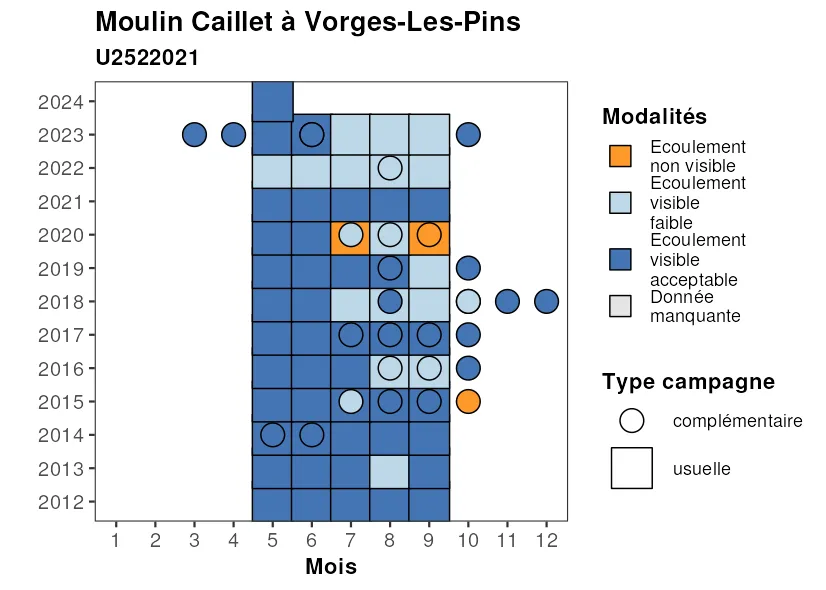 Moulin Caillet à Vorges-Les-Pins
U2522021
2024
2023
2022
2021
2020
2019
2018
2017
2016
2015
2014
2013
2012
1 2 3 4 5 6 7 8 9 10 11 12
Mois
Modalités
Ecoulement
non visible
Ecoulement
visible
faible
Ecoulement
visible
acceptable
Donnée
manquante
Type campagne
complémentaire
usuelle